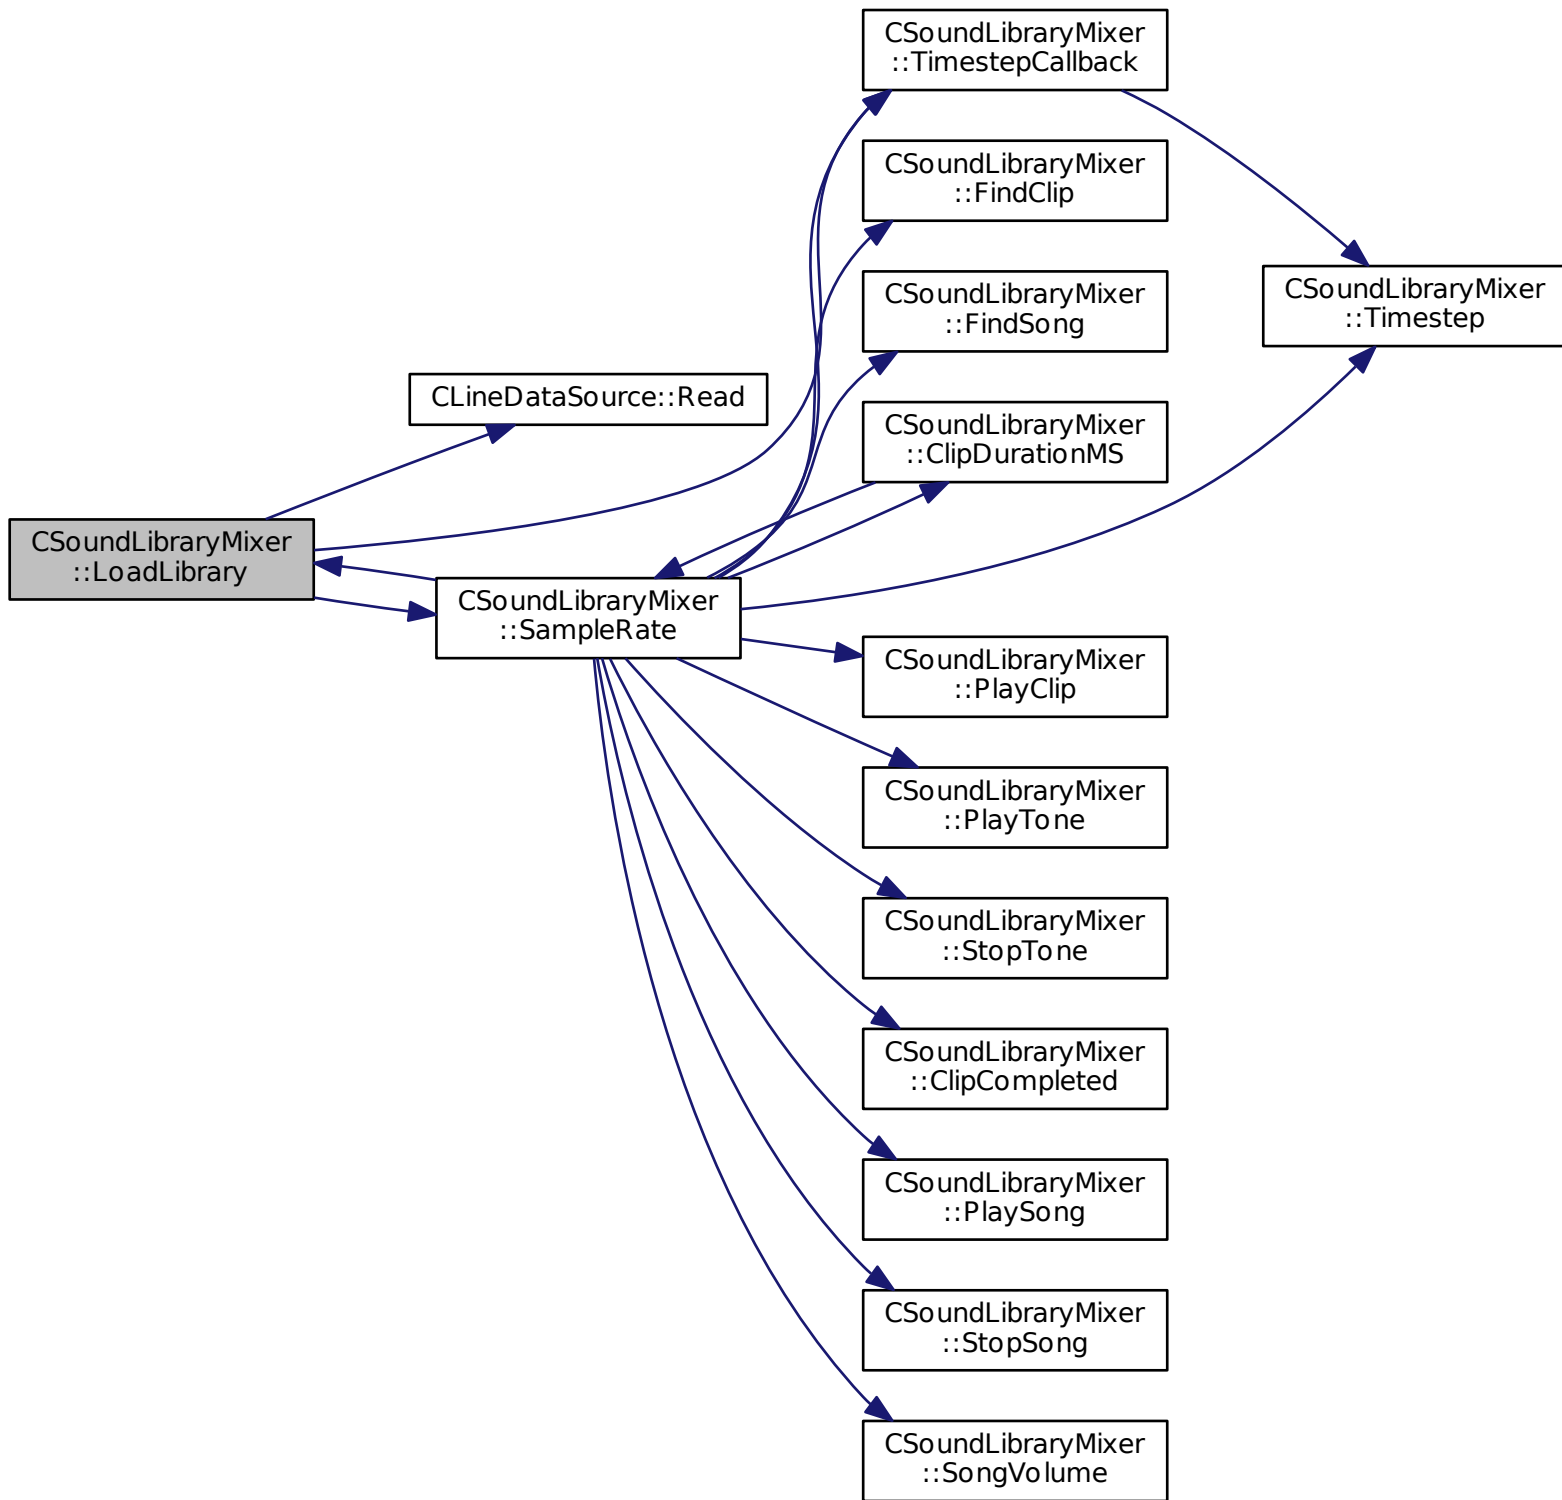 CSoundLibraryMixer
::TimestepCallback
CSoundLibraryMixer
::FindClip
CSoundLibraryMixer
::FindSong
CSoundLibraryMixer
::Timestep
CLineDataSource::Read
CSoundLibraryMixer
::ClipDurationMS
CSoundLibraryMixer
::LoadLibrary
CSoundLibraryMixer
::SampleRate
CSoundLibraryMixer
::PlayClip
CSoundLibraryMixer
::PlayTone
CSoundLibraryMixer
::StopTone
CSoundLibraryMixer
::ClipCompleted
CSoundLibraryMixer
::PlaySong
CSoundLibraryMixer
::StopSong
CSoundLibraryMixer
::SongVolume